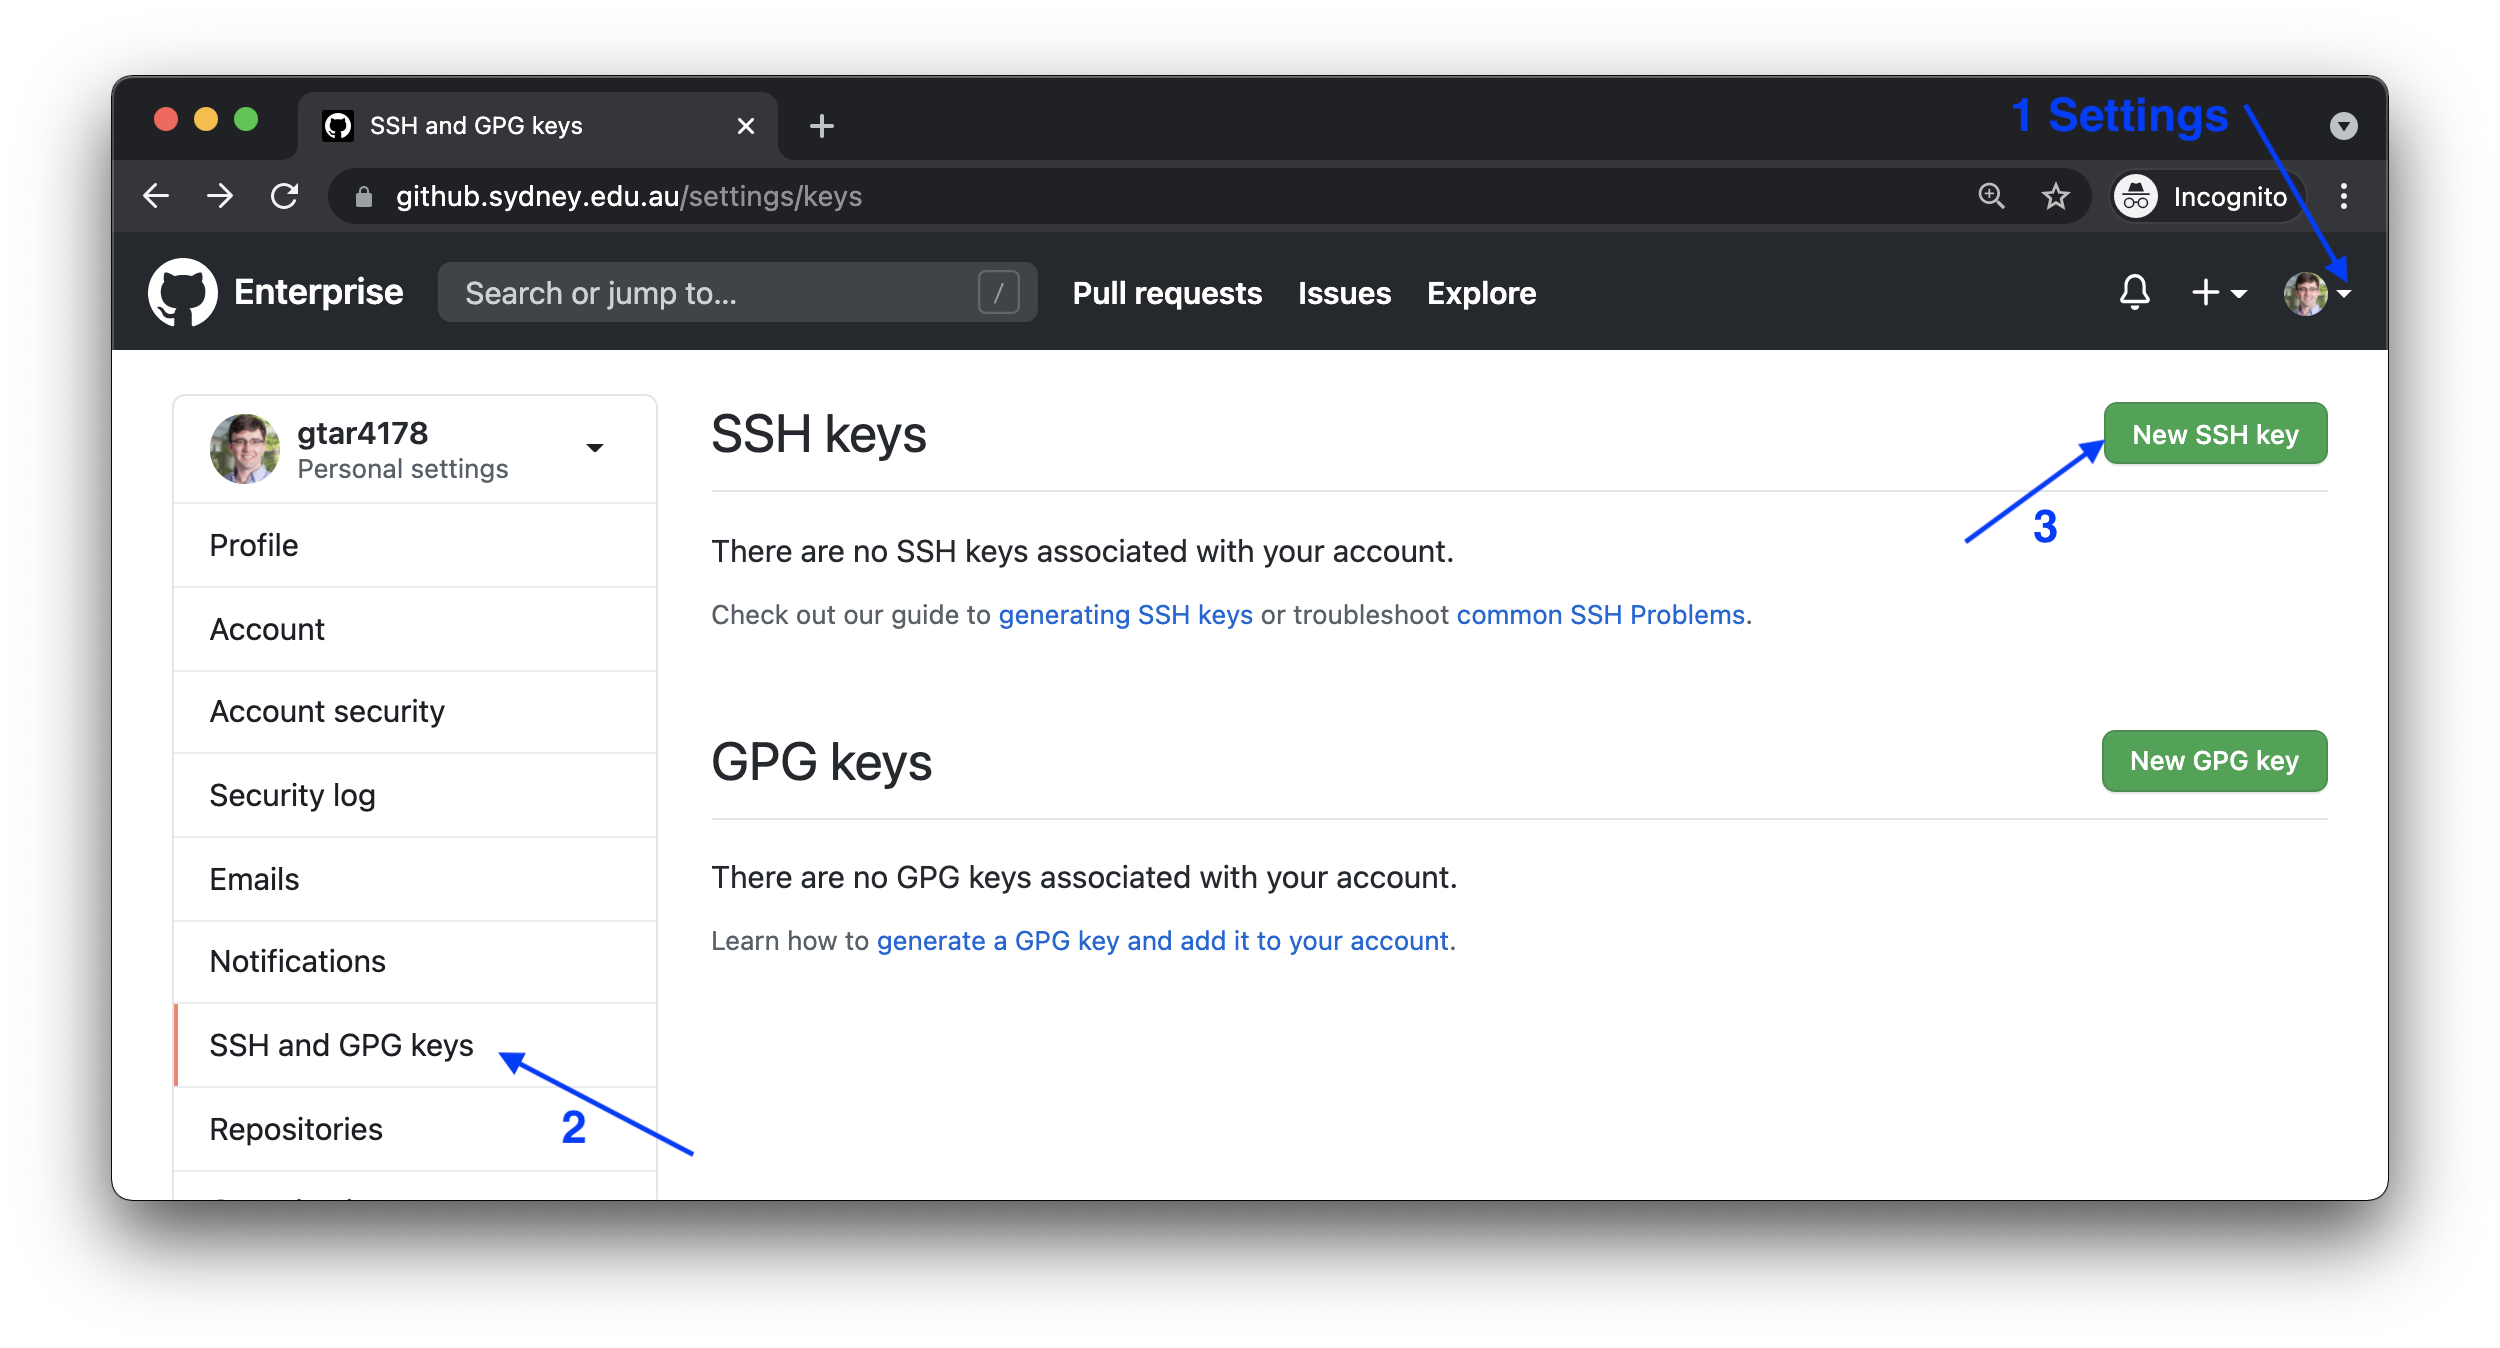 SSH and GPG keys
1 Settings
github.sydney.edu.au/settings/keys
Incognito
Enterprise
Search or jump to...
/
Pull requests
Issues
Explore
gtar4178
Personal settings
Profile
Account
Account security
Security log
Emails
Notifications
SSH and GPG keys
2
Repositories
SSH keys
New SSH key
3
There are no SSH keys associated with your account.
Check out our guide to generating SSH keys or troubleshoot common SSH Problems.
GPG keys
New GPG key
There are no GPG keys associated with your account.
Learn how to generate a GPG key and add it to your account.